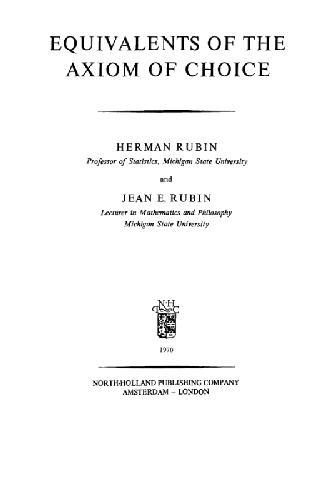 EQUIVALENTS OF THE
AXIOM OF CHOICE
HERMAN RUBIN
Professor of Statistics, Michigan State University
and
JEAN E. RUBIN
Lecturer in Mathematics and Philosophy
Michigan State University
N·H
1970
NORTH-HOLLAND PUBLISHING COMPANY
AMSTERDAM – LONDON